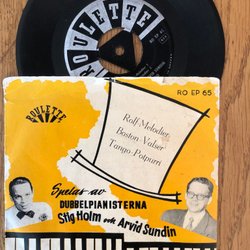 ROULETTE
RO EP 65
ROULETTE
Rolf-Melodier
Boston Valser
Tango-Potpurri
Spelas av
DUBBELPIANISTERNA
Stig Holm och Arvid Sundin